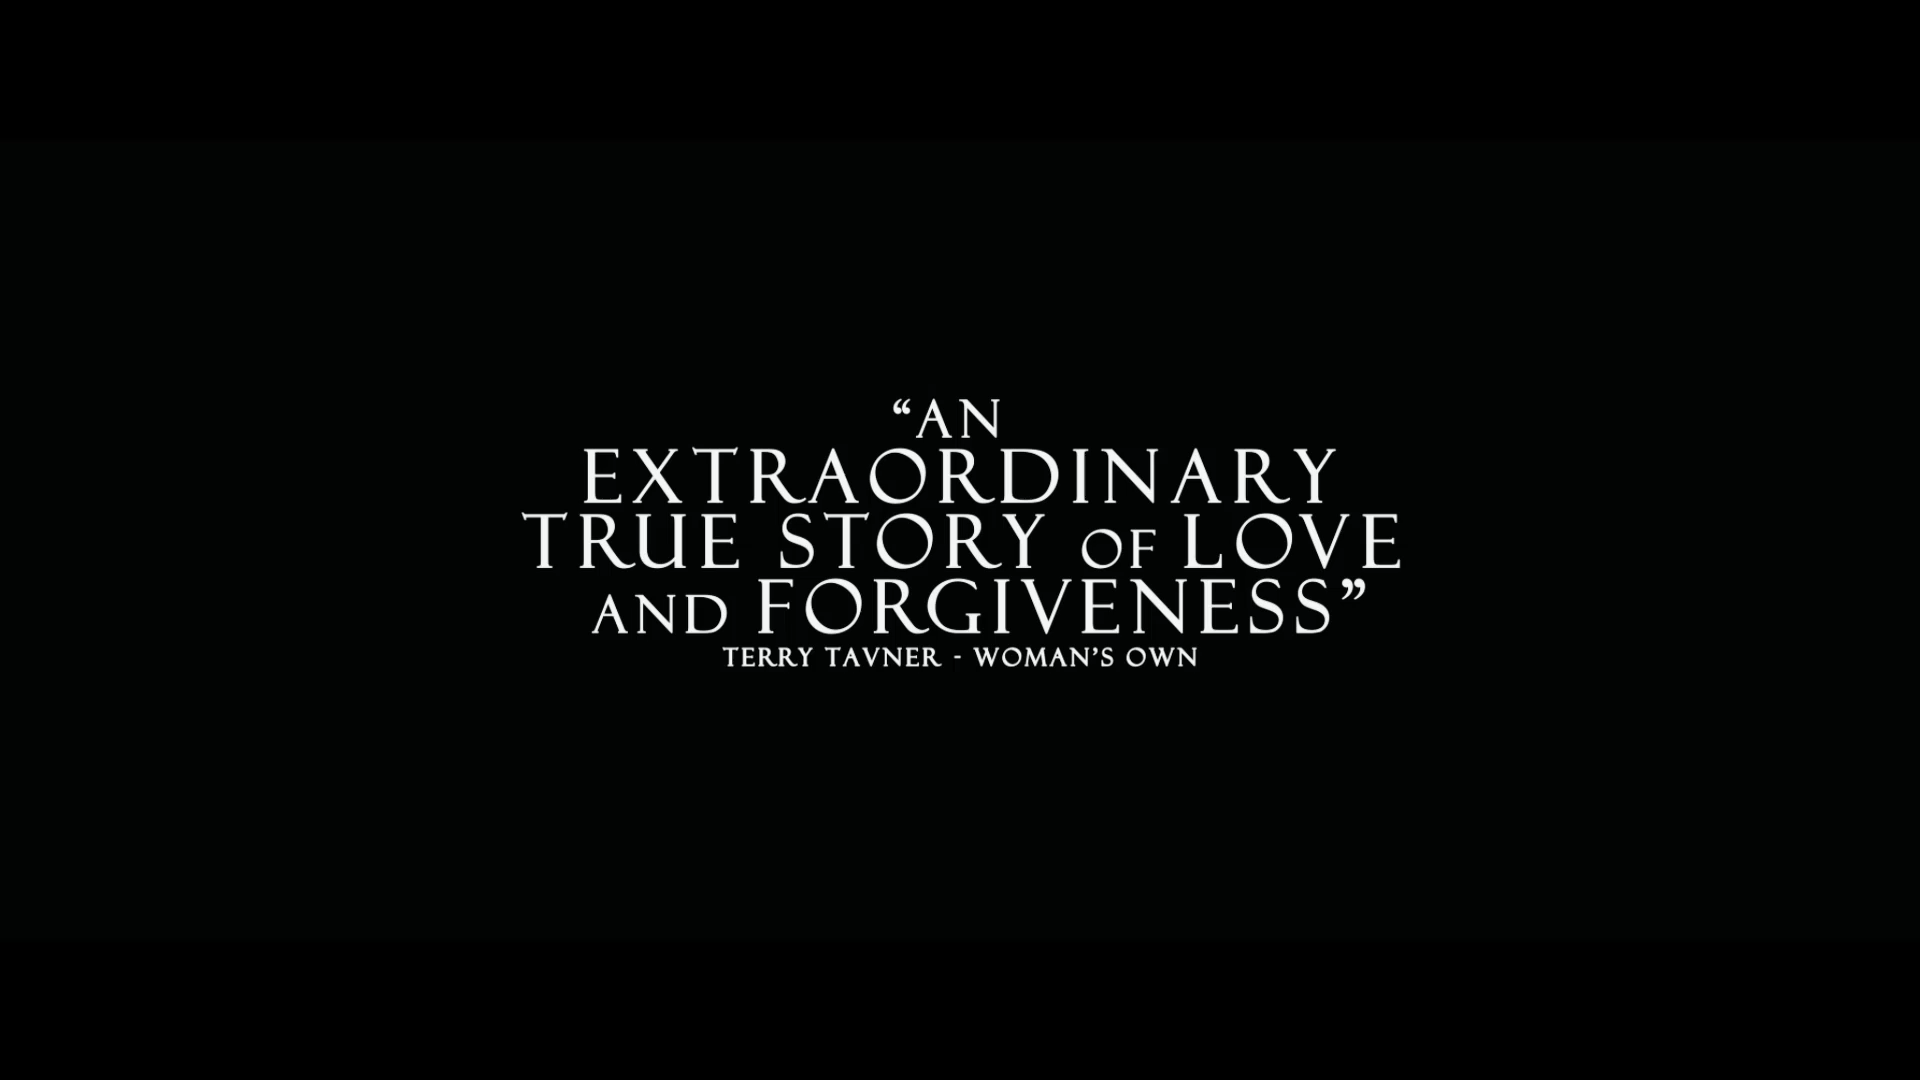 “AN
EXTRAORDINARY
TRUE STORY OF LOVE
AND FORGIVENESS”
TERRY TAVNER - WOMAN’S OWN